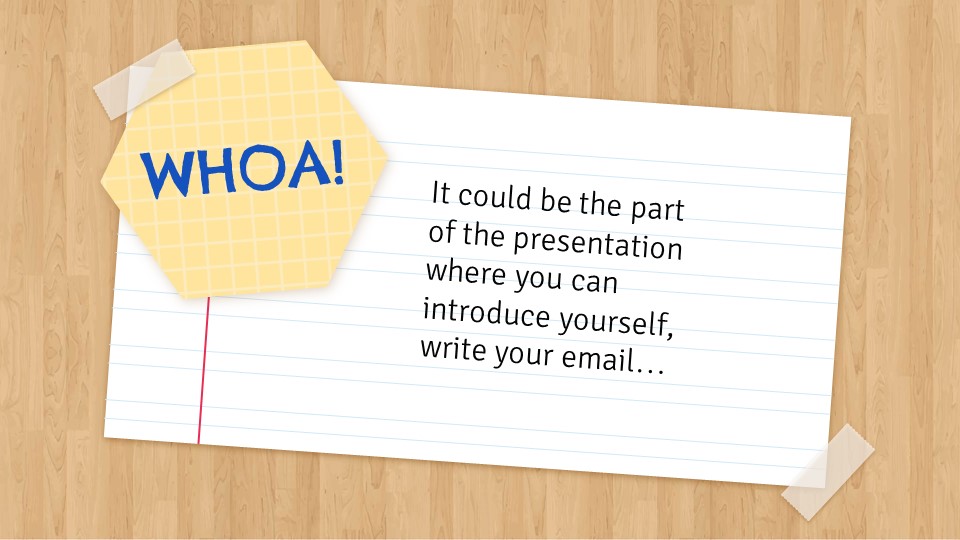 WHOA!
It could be the part
of the presentation
where you can
introduce yourself,
write your email…